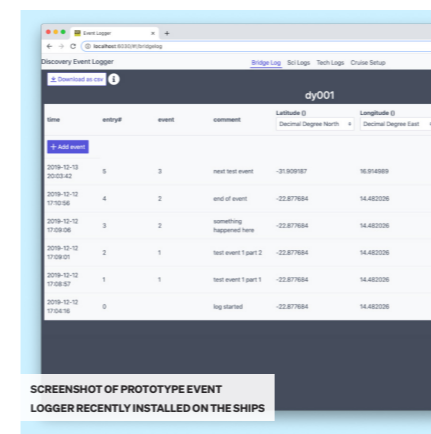 Event Logger
localhost:8030/#/bridgelog
Discovery Event Logger Bridge Log Sci Logs Tech Logs Cruise Setup
Download as csv i
dy001
time entry# event comment Latitude () Longitude ()
Decimal Degree North Decimal Degree East
+ Add event
2019-12-13
20:03:42 5 3 next test event -31.909187 16.914989
2019-12-12
17:10:56 4 2 end of event -22.877684 14.482026
2019-12-12
17:09:06 3 2 something
happened here -22.877684 14.482026
2019-12-12
17:09:01 2 1 test event 1 part 2 -22.877684 14.482026
2019-12-12
17:08:57 1 1 test event 1 part 1 -22.877684 14.482026
2019-12-12
17:04:16 0 log started -22.877684 14.482026
SCREENSHOT OF PROTOTYPE EVENT
LOGGER RECENTLY INSTALLED ON THE SHIPS